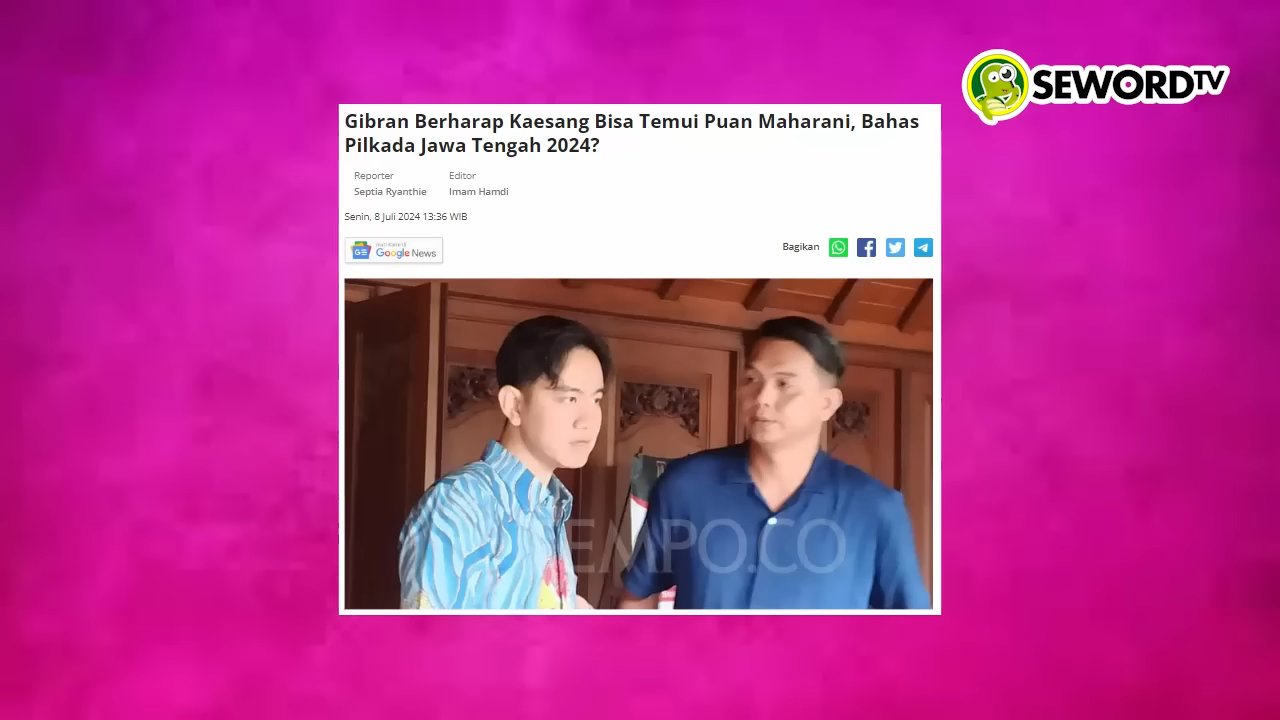 SEWORDTV
Gibran Berharap Kaesang Bisa Temui Puan Maharani, Bahas
Pilkada Jawa Tengah 2024?
Reporter Editor
Septia Ryanthie Imam Hamdi
Senin, 8 Juli 2024 13:36 WIB
Google News
Bagikan
TEMPO.CO